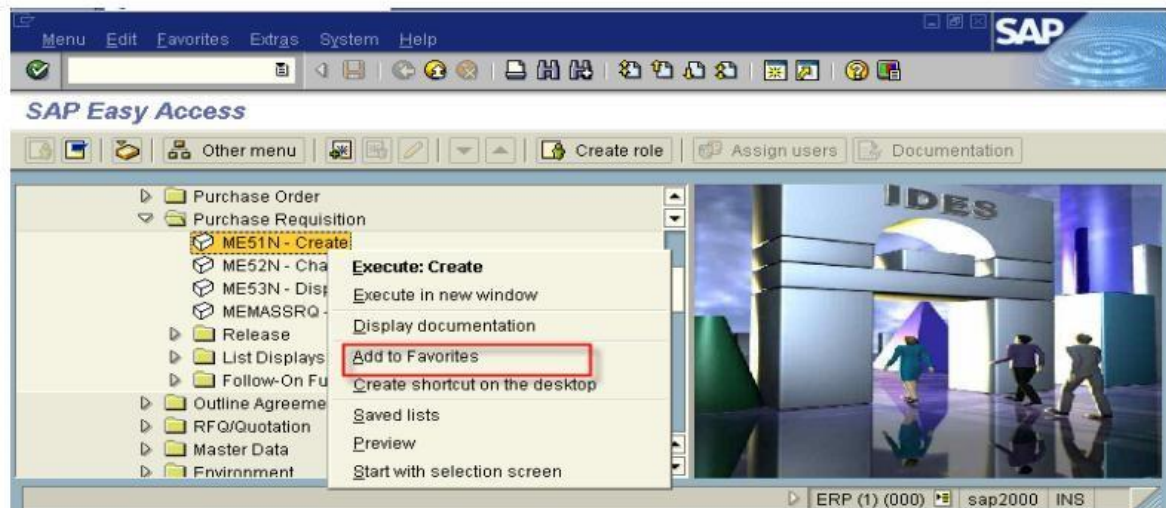 Menu Edit Favorites Extras System Help
SAP
SAP Easy Access
Other menu Create role Assign users Documentation
Purchase Order
Purchase Requisition
ME51N - Create
ME52N - Cha
ME53N - Disp
MEMASSRQ -
Release
List Displays
Follow-On Fu
Outline Agreeme
RFQ/Quotation
Master Data
Environment
Execute: Create
Execute in new window
Display documentation
Add to Favorites
Create shortcut on the desktop
Saved lists
Preview
Start with selection screen
IDES
ERP (1) (000) sap2000 INS